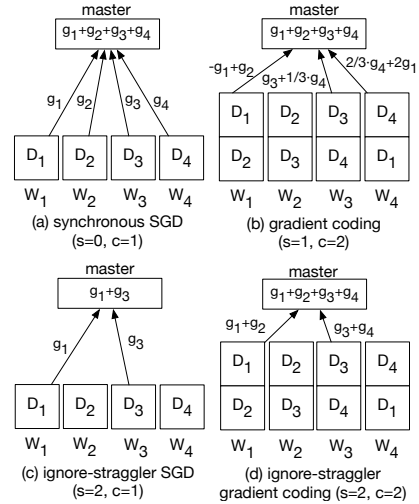 master
g1+g2+g3+g4
g1 g2 g3 g4
D1 D2 D3 D4
W1 W2 W3 W4
(a) synchronous SGD
(s=0, c=1)
master
g1+g2+g3+g4
-g1+g2 g3+1/3·g4 2/3·g4+2g1
D1 D2 D3 D4
D2 D3 D4 D1
W1 W2 W3 W4
(b) gradient coding
(s=1, c=2)
master
g1+g3
g1 g3
D1 D2 D3 D4
W1 W2 W3 W4
(c) ignore-straggler SGD
(s=2, c=1)
master
g1+g2+g3+g4
g1+g2 g3+g4
D1 D2 D3 D4
D2 D3 D4 D1
W1 W2 W3 W4
(d) ignore-straggler
gradient coding (s=2, c=2)